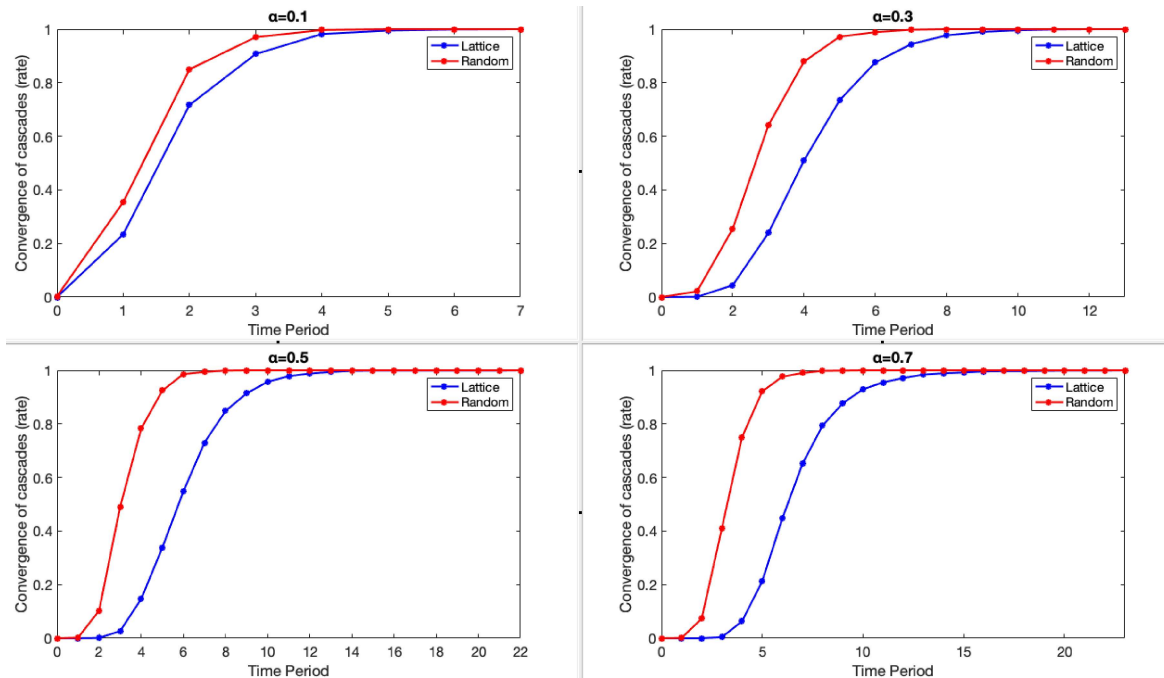 α=0.1
Convergence of cascades (rate)
1
0.8
0.6
0.4
0.2
0
Lattice
Random
0 1 2 3 4 5 6 7
Time Period
α=0.3
Convergence of cascades (rate)
1
0.8
0.6
0.4
0.2
0
Lattice
Random
0 2 4 6 8 10 12
Time Period
α=0.5
Convergence of cascades (rate)
1
0.8
0.6
0.4
0.2
0
Lattice
Random
0 2 4 6 8 10 12 14 16 18 20 22
Time Period
α=0.7
Convergence of cascades (rate)
1
0.8
0.6
0.4
0.2
0
Lattice
Random
0 5 10 15 20
Time Period